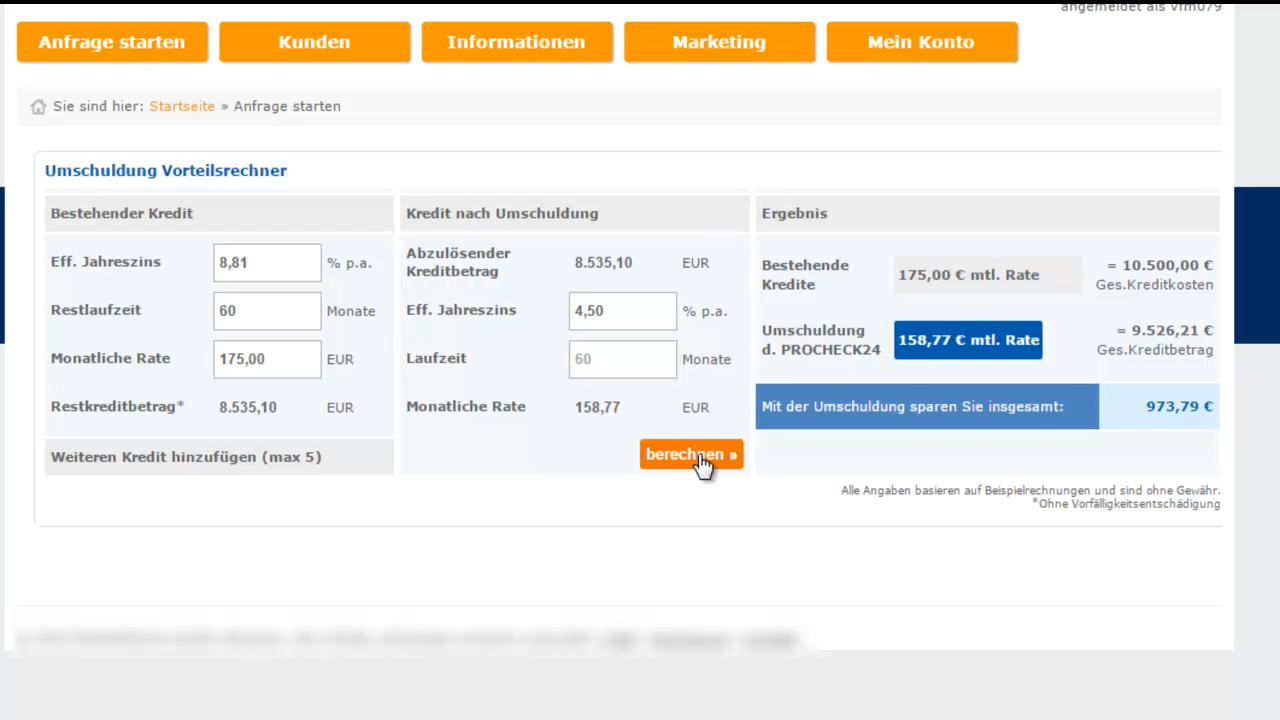 angemeldet als vfm079
Anfrage starten
Kunden
Informationen
Marketing
Mein Konto
Sie sind hier: Startseite » Anfrage starten
Umschuldung Vorteilsrechner
Bestehender Kredit
Eff. Jahreszins 8,81 % p.a.
Restlaufzeit 60 Monate
Monatliche Rate 175,00 EUR
Restkreditbetrag* 8.535,10 EUR
Weiteren Kredit hinzufügen (max 5)
Kredit nach Umschuldung
Abzulösender
Kreditbetrag 8.535,10 EUR
Eff. Jahreszins 4,50 % p.a.
Laufzeit 60 Monate
Monatliche Rate 158,77 EUR
berechnen »
Ergebnis
Bestehende
Kredite
175,00 € mtl. Rate
= 10.500,00 €
Ges.Kreditkosten
Umschuldung
d. PROCHECK24
158,77 € mtl. Rate
= 9.526,21 €
Ges.Kreditbetrag
Mit der Umschuldung sparen Sie insgesamt: 973,79 €
Alle Angaben basieren auf Beispielrechnungen und sind ohne Gewähr.
*Ohne Vorfälligkeitsentschädigung